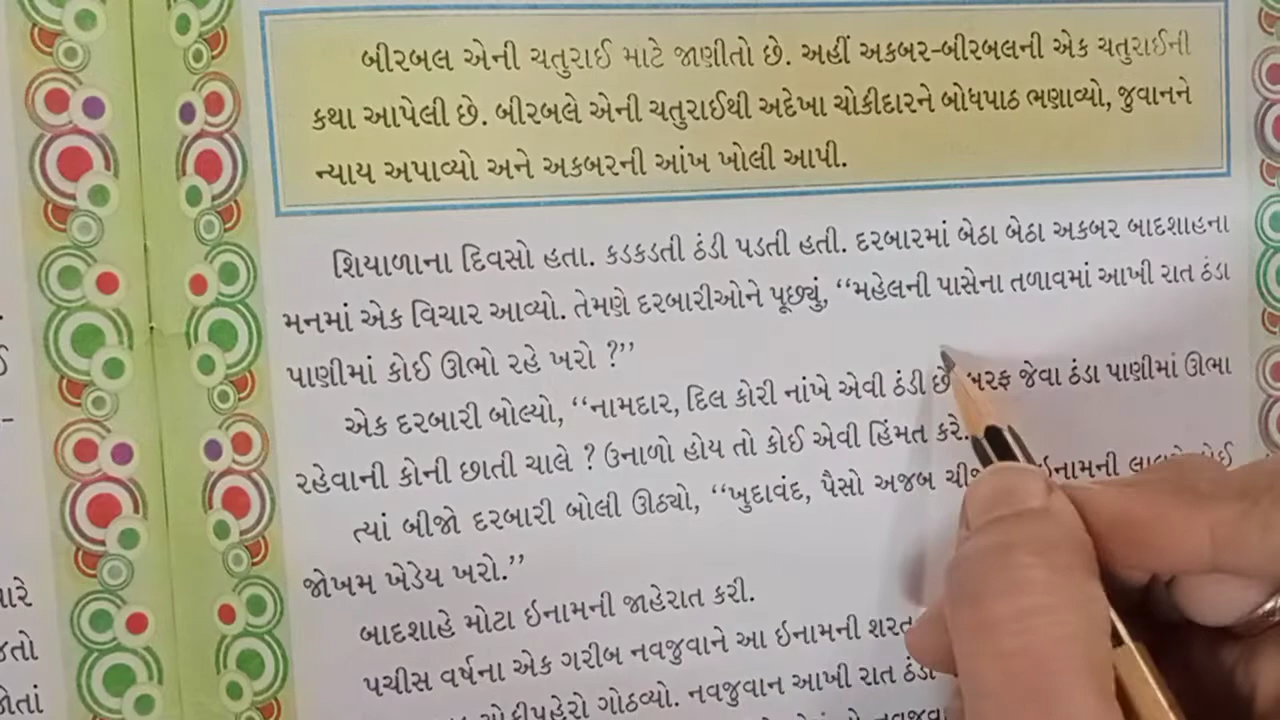 બીરબલ એની ચતુરાઈ માટે જાણીતો છે. અહીં અકબર-બીરબલની એક ચતુરાઈની
કથા આપેલી છે. બીરબલે એની ચતુરાઈથી અદેખા ચોકીદારને બોધપાઠ ભણાવ્યો, જુવાનને
ન્યાય અપાવ્યો અને અકબરની આંખ ખોલી આપી.
શિયાળાના દિવસો હતા. કડકડતી ઠંડી પડતી હતી. દરબારમાં બેઠા બેઠા અકબર બાદશાહના
મનમાં એક વિચાર આવ્યો. તેમણે દરબારીઓને પૂછ્યું, “મહેલની પાસેના તળાવમાં આખી રાત ઠંડા
પાણીમાં કોઈ ઊભો રહે ખરો ?”
એક દરબારી બોલ્યો, “નામદાર, દિલ કોરી નાંખે એવી ઠંડી છે. બરફ જેવા ઠંડા પાણીમાં ઊભા
રહેવાની કોની છાતી ચાલે ? ઉનાળો હોય તો કોઈ એવી હિંમત કરે.
ત્યાં બીજો દરબારી બોલી ઊઠ્યો, “ખુદાવંદ, પૈસો અજબ ઈનામની
જોખમ ખેડેય ખરો.”
બાદશાહે મોટા ઇનામની જાહેરાત કરી.
પચીસ વર્ષના એક ગરીબ નવજુવાને આ ઇનામની શરત
ગોઠવ્યો. નવજુવાન આખી રાત ઠંડા